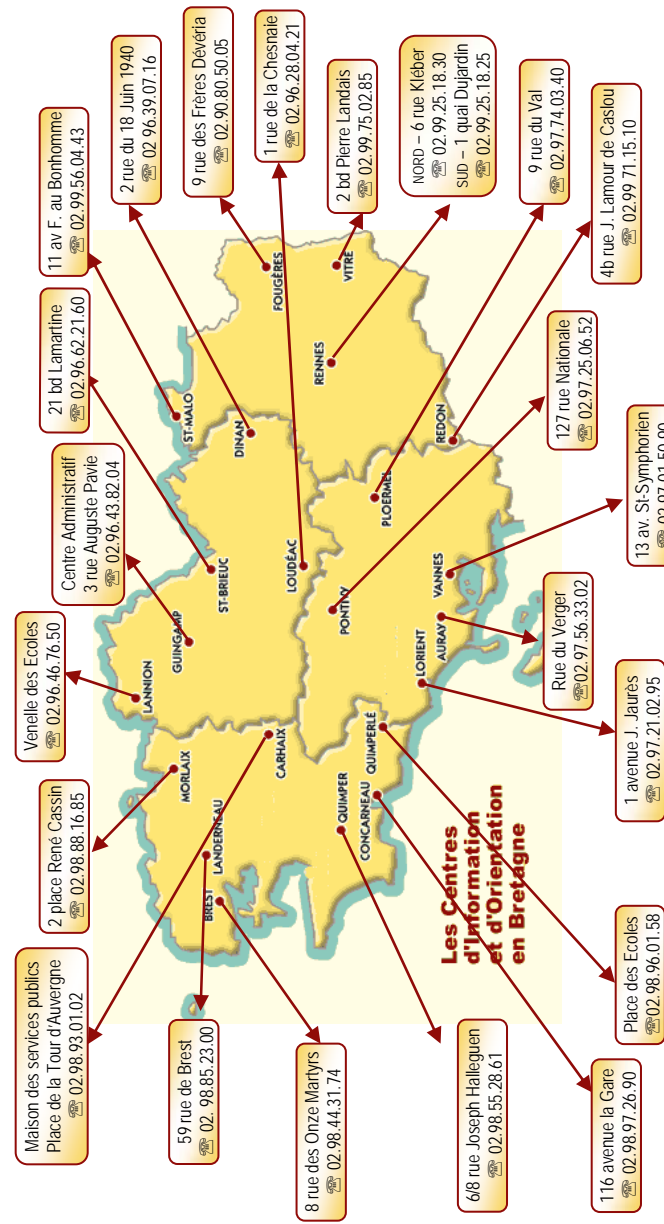 Maison des services publics
Place de la Tour d'Auvergne
☎ 02.98.93.01.02
2 place René Cassin
☎ 02.98.88.16.85
Venelle des Ecoles
☎ 02.96.46.76.50
Centre Administratif
3 rue Auguste Pavie
☎ 02.96.43.82.04
21 bd Lamartine
☎ 02.96.62.21.60
11 av F. au Bonhomme
☎ 02.99.56.04.43
2 rue du 18 Juin 1940
☎ 02 96.39.07.16
9 rue des Frères Dévéria
☎ 02.90.80.50.05
1 rue de la Chesnaie
☎ 02.96.28.04.21
2 bd Pierre Landais
☎ 02.99.75.02.85
NORD – 6 rue Kléber
☎ 02.99.25.18.30
SUD – 1 quai Dujardin
☎ 02.99.25.18.25
9 rue du Val
☎ 02.97.74.03.40
4b rue J. Lamour de Caslou
☎ 02.99 71.15.10
127 rue Nationale
☎ 02.97.25.06.52
13 av. St-Symphorien
Rue du Verger
☎02.97.56.33.02
1 avenue J. Jaurès
☎ 02.97.21.02.95
Place des Ecoles
☎02.98.96.01.58
116 avenue la Gare
☎ 02.98.97.26.90
6/8 rue Joseph Halleguen
☎ 02.98.55.28.61
8 rue des Onze Martyrs
☎ 02.98.44.31.74
59 rue de Brest
☎ 02. 98.85.23.00
LANNION
MORLAIX
GUINGAMP
ST-BRIEUC
ST-MALO
DINAN
FOUGÈRES
BREST
LANDERNEAU
CARHAIX
LOUDÉAC
RENNES
VITRÉ
QUIMPER
CONCARNEAU
QUIMPERLÉ
PONTIVY
PLOERMEL
LORIENT
AURAY
VANNES
REDON
Les Centres
d'Information
et d'Orientation
en Bretagne